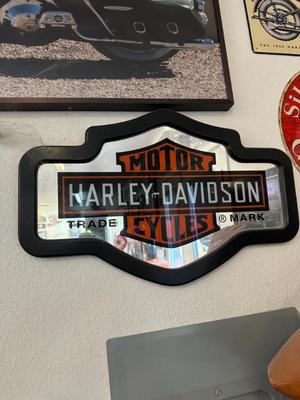 MOTOR
HARLEY-DAVIDSON
TRADE ® MARK
CYCLES